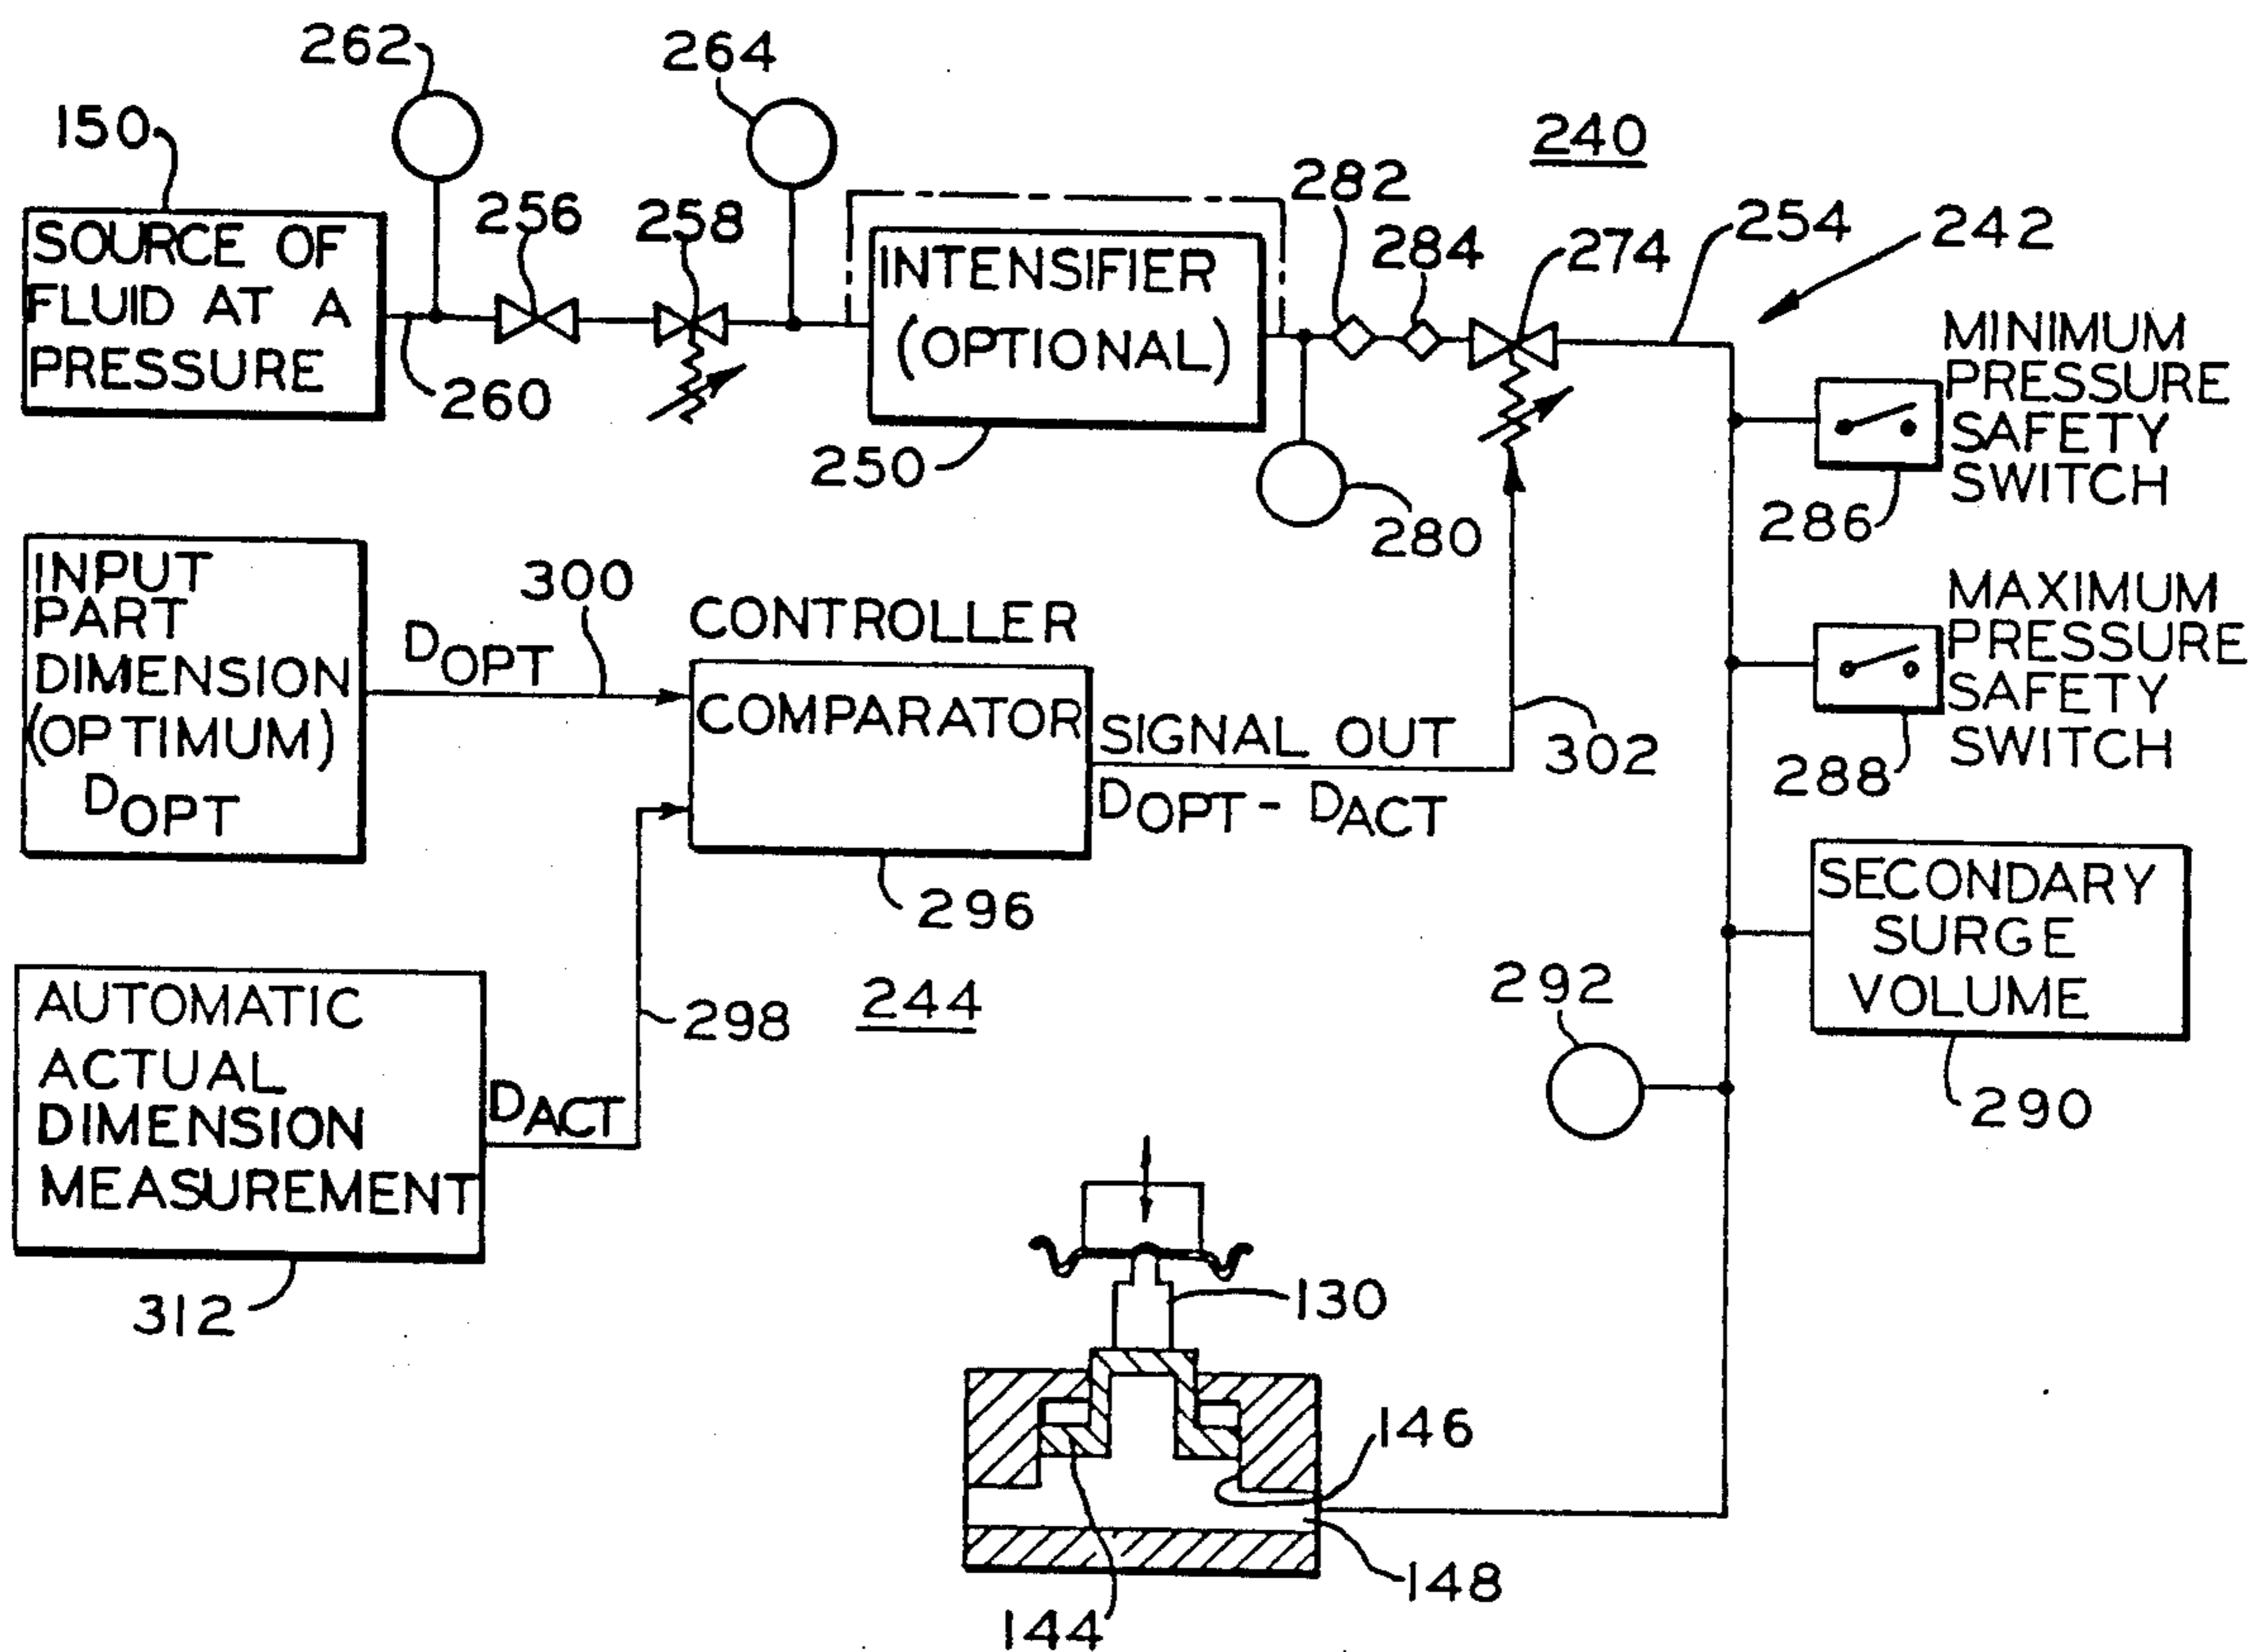 262
264
150
240
282
256
258
284
274
254
242
SOURCE OF
FLUID AT A
PRESSURE
260
INTENSIFIER
(OPTIONAL)
250
280
MINIMUM
PRESSURE
SAFETY
SWITCH
286
INPUT
PART
DIMENSION
(OPTIMUM)
DOPT
DOPT
300
CONTROLLER
COMPARATOR
SIGNAL OUT
DOPT - DACT
302
296
MAXIMUM
PRESSURE
SAFETY
SWITCH
288
AUTOMATIC
ACTUAL
DIMENSION
MEASUREMENT
DACT
298
244
312
292
SECONDARY
SURGE
VOLUME
290
130
146
148
144